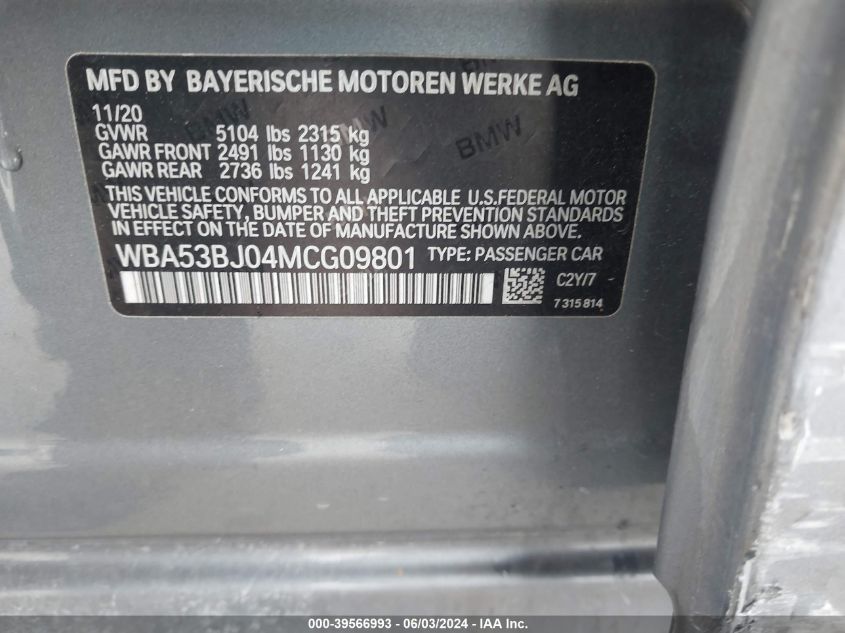 MFD BY BAYERISCHE MOTOREN WERKE AG
11/20
GVWR 5104 lbs 2315 kg
GAWR FRONT 2491 lbs 1130 kg
GAWR REAR 2736 lbs 1241 kg
THIS VEHICLE CONFORMS TO ALL APPLICABLE U.S.FEDERAL MOTOR
VEHICLE SAFETY, BUMPER AND THEFT PREVENTION STANDARDS
IN EFFECT ON THE DATE OF MANUFACTURE SHOWN ABOVE
WBA53BJ04MCG09801 TYPE: PASSENGER CAR
C2Y/7
7315814
BMW
BMW
000-39566993 - 06/03/2024 - IAA Inc.